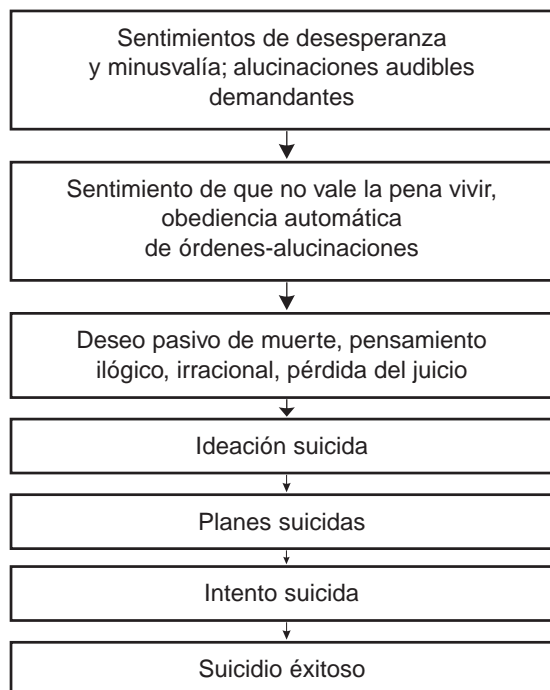 Sentimientos de desesperanza
y minusvalía; alucinaciones audibles
demandantes
Sentimiento de que no vale la pena vivir,
obediencia automática
de órdenes-alucinaciones
Deseo pasivo de muerte, pensamiento
ilógico, irracional, pérdida del juicio
Ideación suicida
Planes suicidas
Intento suicida
Suicidio éxitoso